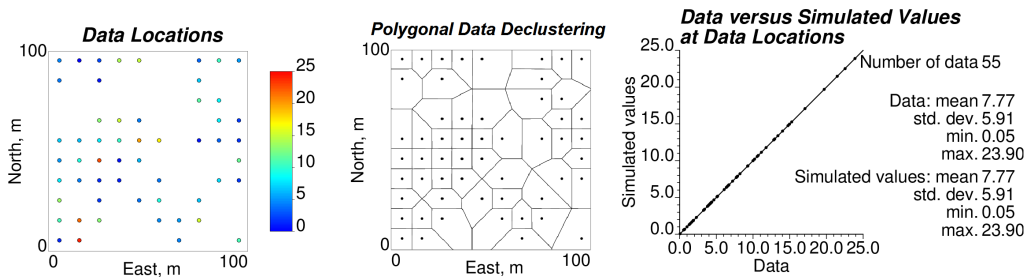 Data Locations
100
North, m
0
0
East, m
100
25
20
15
10
5
0
Polygonal Data Declustering
100
North, m
0
0
East, m
100
Data versus Simulated Values
at Data Locations
25.0
20.0
15.0
10.0
5.0
0.0
Simulated values
0.0
5.0
10.0
15.0
20.0
25.0
Data
Number of data 55
Data: mean 7.77
std. dev. 5.91
min. 0.05
max. 23.90
Simulated values: mean 7.77
std. dev. 5.91
min. 0.05
max. 23.90